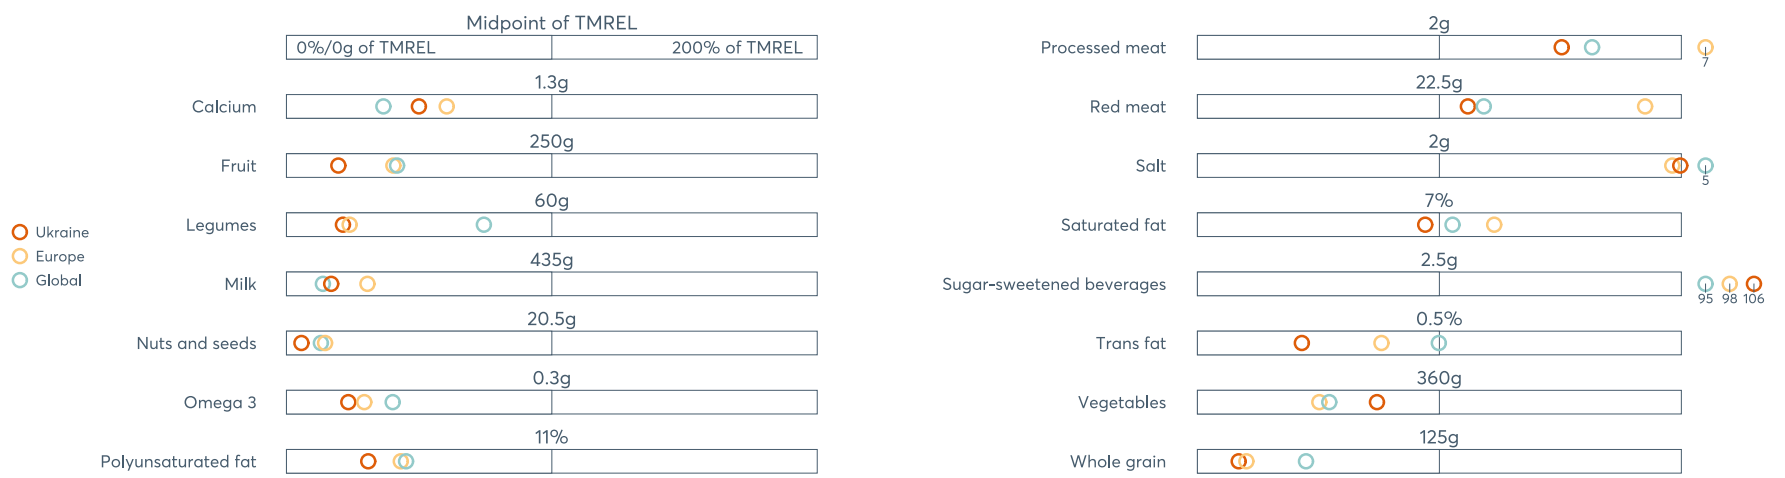 Midpoint of TMREL
0%/0g of TMREL
200% of TMREL
1.3g
Calcium
250g
Fruit
60g
Legumes
435g
Milk
20.5g
Nuts and seeds
0.3g
Omega 3
11%
Polyunsaturated fat
Ukraine
Europe
Global
2g
Processed meat
7
22.5g
Red meat
2g
Salt
5
7%
Saturated fat
2.5g
Sugar-sweetened beverages
95 98 106
0.5%
Trans fat
360g
Vegetables
125g
Whole grain